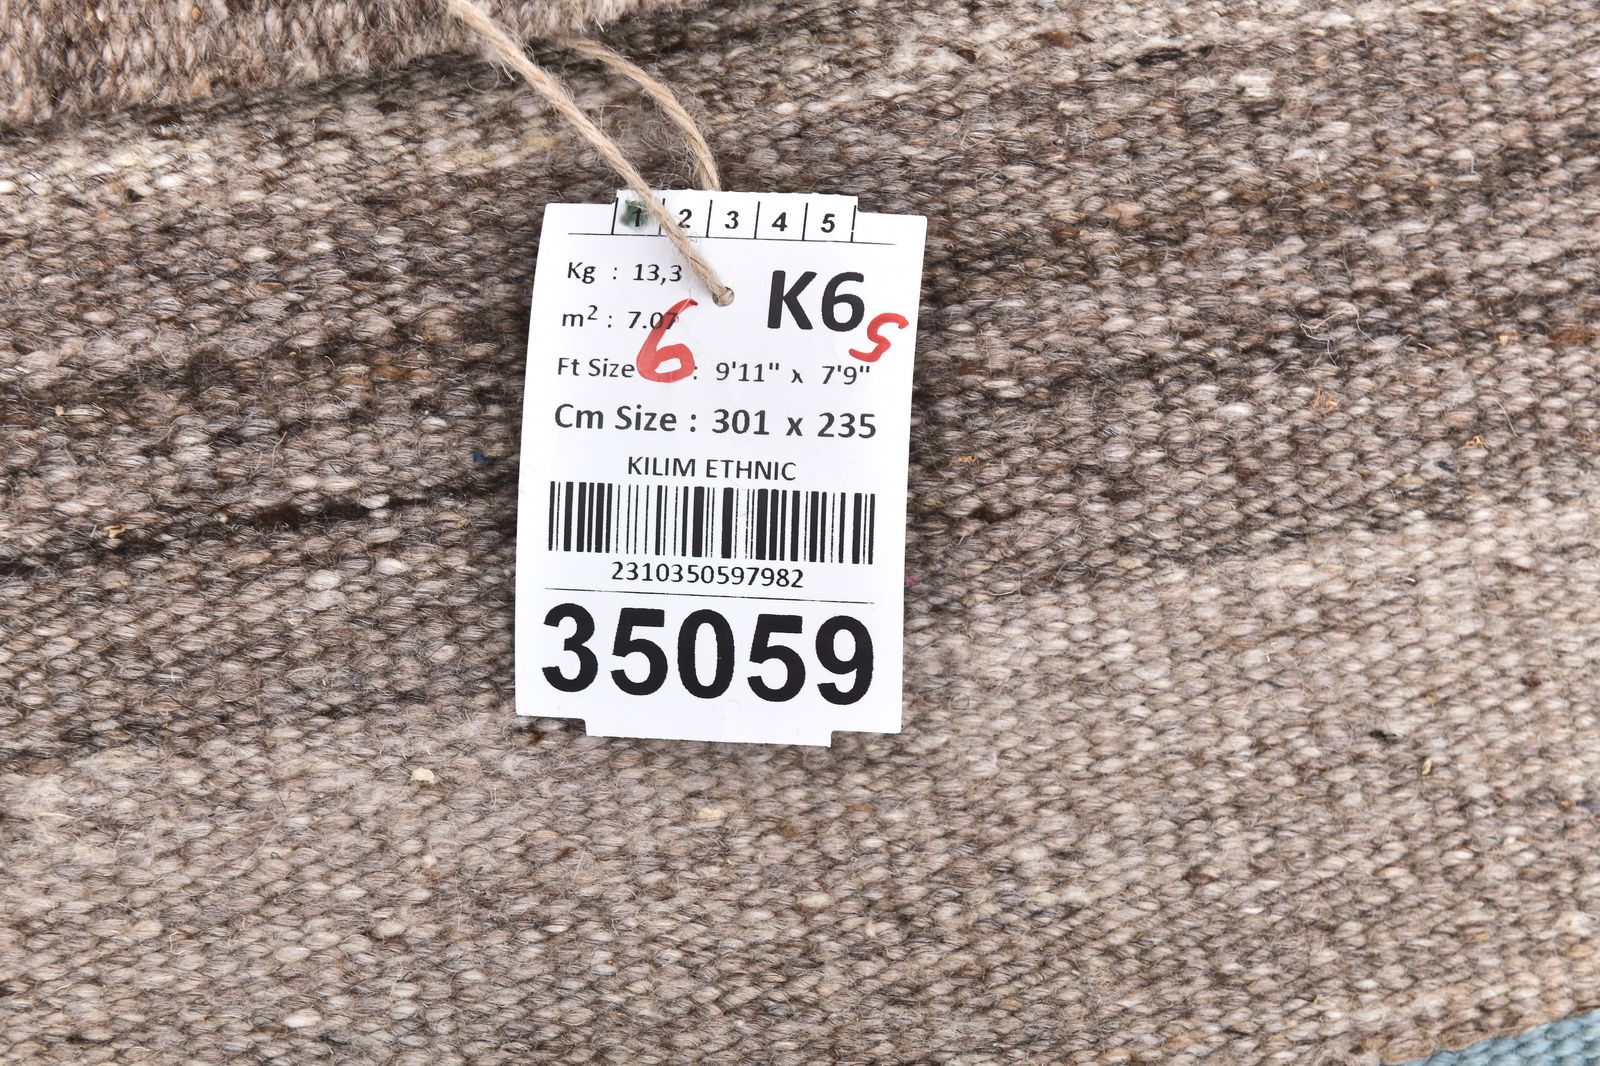 1 2 3 4 5
Kg : 13,3
K6
5
m² : 7.07
6
Ft Size : 9'11" x 7'9"
Cm Size : 301 x 235
KILIM ETHNIC
2310350597982
35059